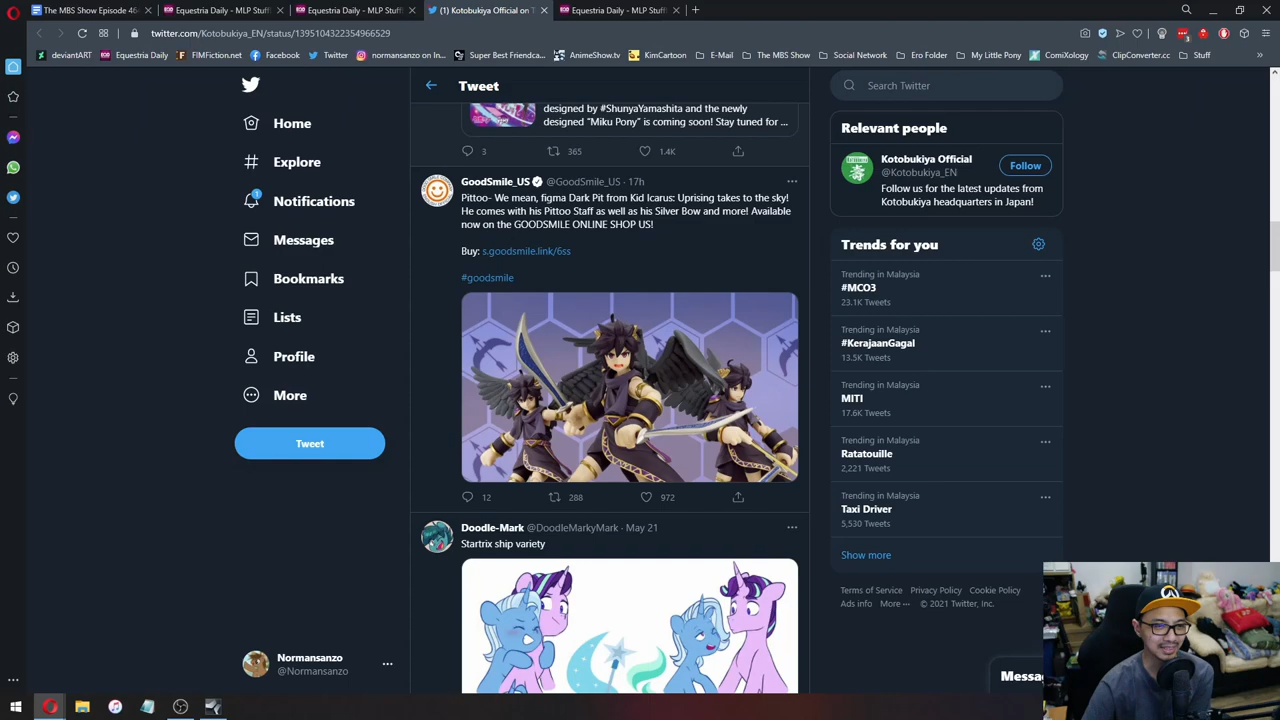 The MBS Show Episode 46
Equestria Daily - MLP Stuff!
Equestria Daily - MLP Stuff!
(1) Kotobukiya Official on T
Equestria Daily - MLP Stuff!
twitter.com/Kotobukiya_EN/status/1395104322354966529
deviantART
Equestria Daily
FIMFiction.net
Facebook
Twitter
normansanzo on In...
Super Best Friendca...
AnimeShow.tv
KimCartoon
E-Mail
The MBS Show
Social Network
Ero Folder
My Little Pony
ComiXology
ClipConverter.cc
Stuff
Home
Explore
Notifications
1
Messages
Bookmarks
Lists
Profile
More
Tweet
Normansanzo
@Normansanzo
Tweet
designed by #ShunyaYamashita and the newly
designed "Miku Pony" is coming soon! Stay tuned for ...
3 365 1.4K
GoodSmile_US @GoodSmile_US · 17h
Pittoo- We mean, figma Dark Pit from Kid Icarus: Uprising takes to the sky!
He comes with his Pittoo Staff as well as his Silver Bow and more! Available
now on the GOODSMILE ONLINE SHOP US!
Buy: s.goodsmile.link/6ss
#goodsmile
12 288 972
Doodle-Mark @DoodleMarkyMark · May 21
Startrix ship variety
Search Twitter
Relevant people
Kotobukiya Official
@Kotobukiya_EN
Follow
Follow us for the latest updates from
Kotobukiya headquarters in Japan!
Trends for you
Trending in Malaysia
#MCO3
23.1K Tweets
Trending in Malaysia
#KerajaanGagal
13.5K Tweets
Trending in Malaysia
MITI
17.6K Tweets
Trending in Malaysia
Ratatouille
2,221 Tweets
Trending in Malaysia
Taxi Driver
5,530 Tweets
Show more
Terms of Service Privacy Policy Cookie Policy
Ads info More ··· © 2021 Twitter, Inc.
Messa